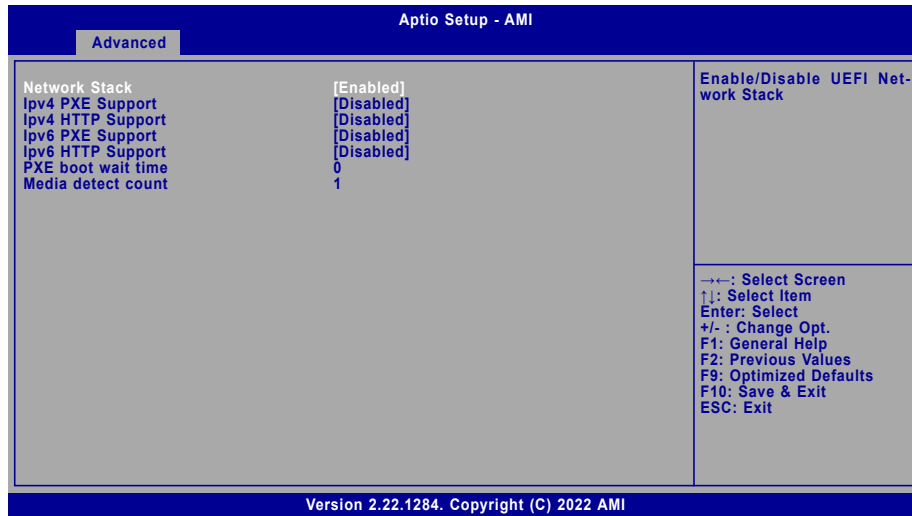 Aptio Setup - AMI
Advanced
Network Stack [Enabled]
Ipv4 PXE Support [Disabled]
Ipv4 HTTP Support [Disabled]
Ipv6 PXE Support [Disabled]
Ipv6 HTTP Support [Disabled]
PXE boot wait time 0
Media detect count 1
Enable/Disable UEFI Net-
work Stack
→←: Select Screen
↑↓: Select Item
Enter: Select
+/- : Change Opt.
F1: General Help
F2: Previous Values
F9: Optimized Defaults
F10: Save & Exit
ESC: Exit
Version 2.22.1284. Copyright (C) 2022 AMI